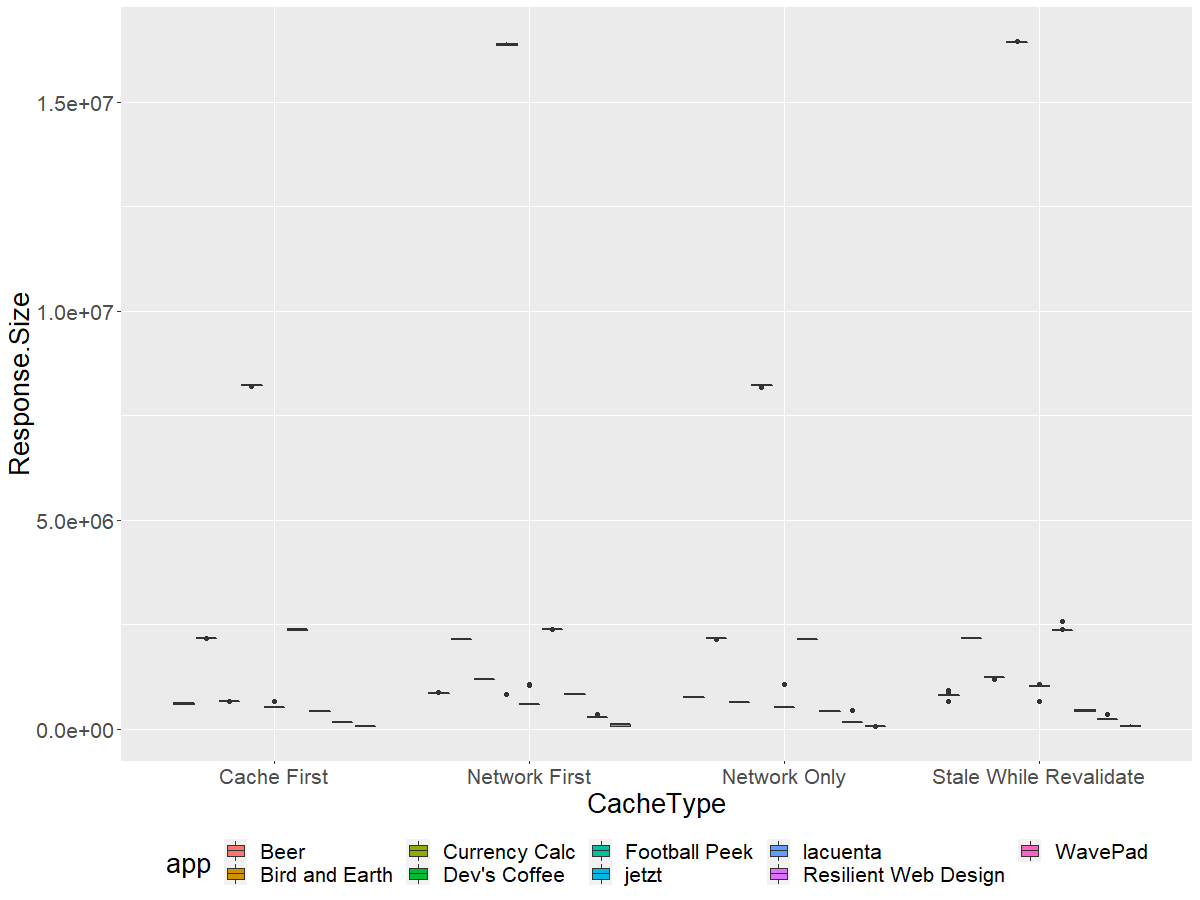 Response.Size
1.5e+07
1.0e+07
5.0e+06
0.0e+00
Cache First Network First Network Only Stale While Revalidate
CacheType
app
Beer Currency Calc Football Peek lacuenta WavePad
Bird and Earth Dev's Coffee jetzt Resilient Web Design